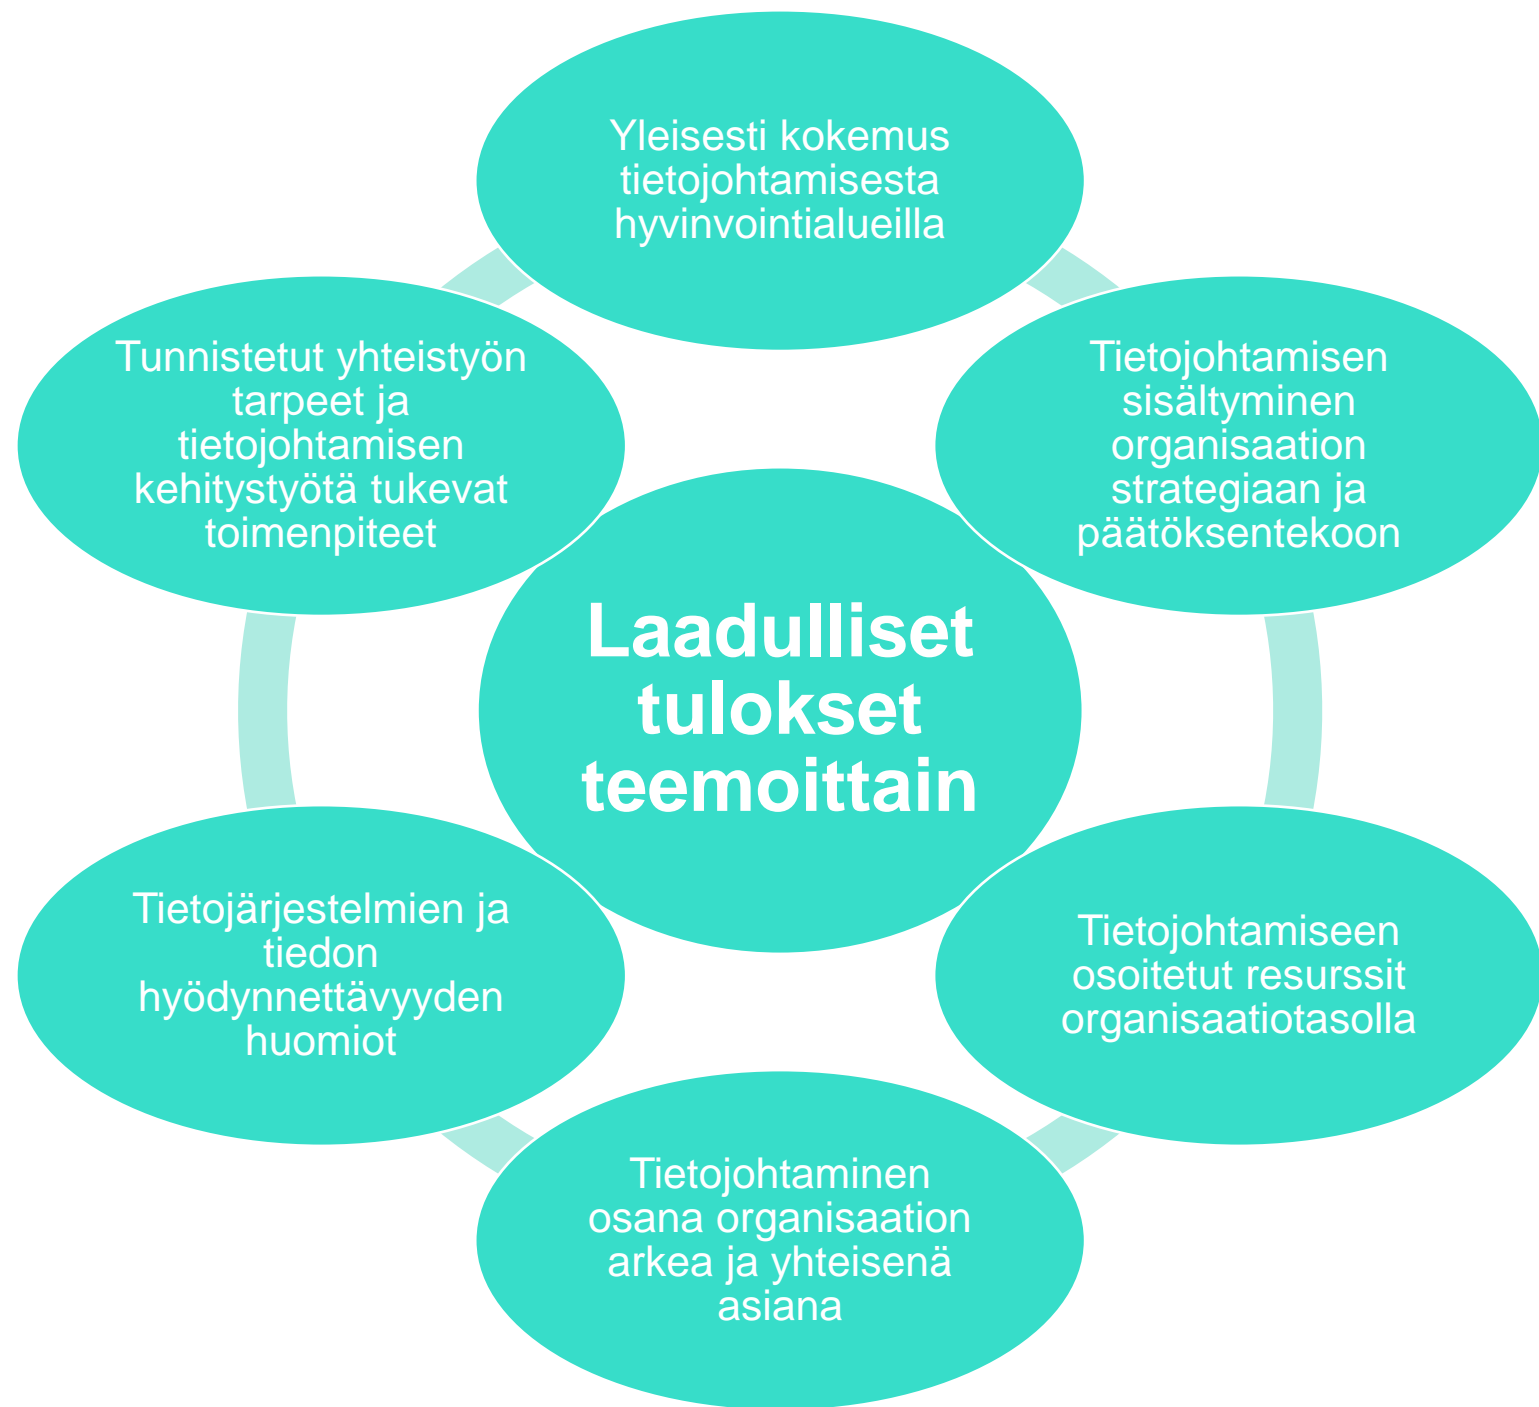 Yleisesti kokemus
tietojohtamisesta
hyvinvointialueilla
Tietojohtamisen
sisältyminen
organisaation
strategiaan ja
päätöksentekoon
Tietojohtamiseen
osoitetut resurssit
organisaatiotasolla
Tietojohtaminen
osana organisaation
arkea ja yhteisenä
asiana
Tietojärjestelmien ja
tiedon
hyödynnettävyyden
huomiot
Tunnistetut yhteistyön
tarpeet ja
tietojohtamisen
kehitystyötä tukevat
toimenpiteet
Laadulliset
tulokset
teemoittain